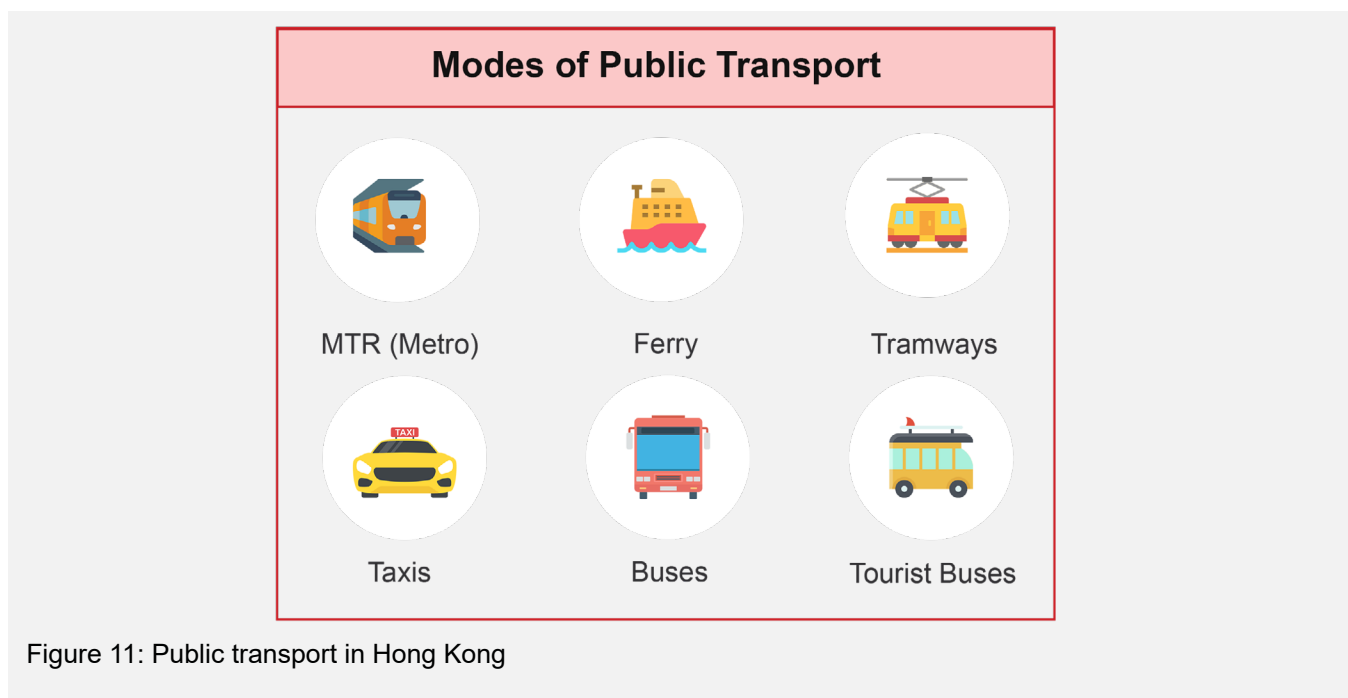 Modes of Public Transport
MTR (Metro)
Ferry
Tramways
TAXI
Taxis
Buses
Tourist Buses
Figure 11: Public transport in Hong Kong